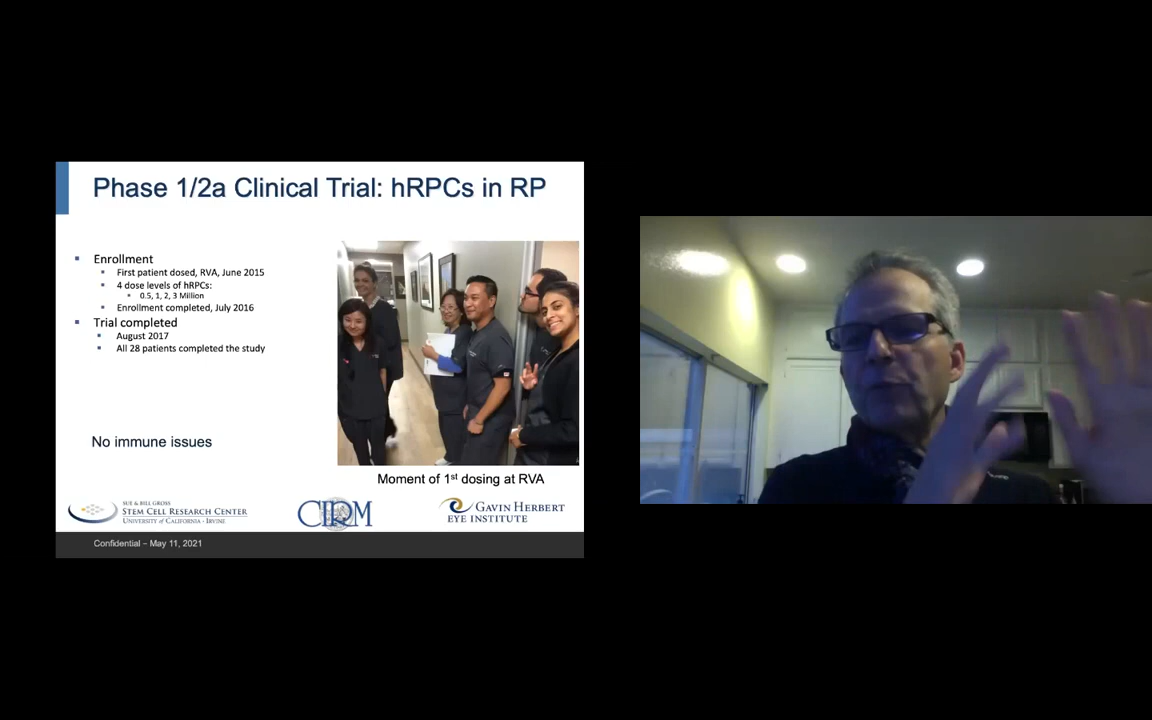 Phase 1/2a Clinical Trial: hRPCs in RP
Enrollment
First patient dosed, RVA, June 2015
4 dose levels of hRPCs:
0.5, 1, 2, 3 Million
Enrollment completed, July 2016
Trial completed
August 2017
All 28 patients completed the study
No immune issues
Moment of 1st dosing at RVA
SUE & BILL GROSS
STEM CELL RESEARCH CENTER
UNIVERSITY OF CALIFORNIA · IRVINE
CIRM
GAVIN HERBERT
EYE INSTITUTE
Confidential – May 11, 2021